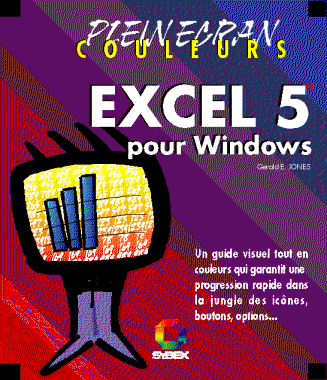 PLEIN ECRAN
COULEURS
EXCEL 5
pour Windows
Gerald E. JONES
Un guide visuel tout en
couleurs qui garantit une
progression rapide dans
la jungle des icônes,
boutons, options...
SYBEX